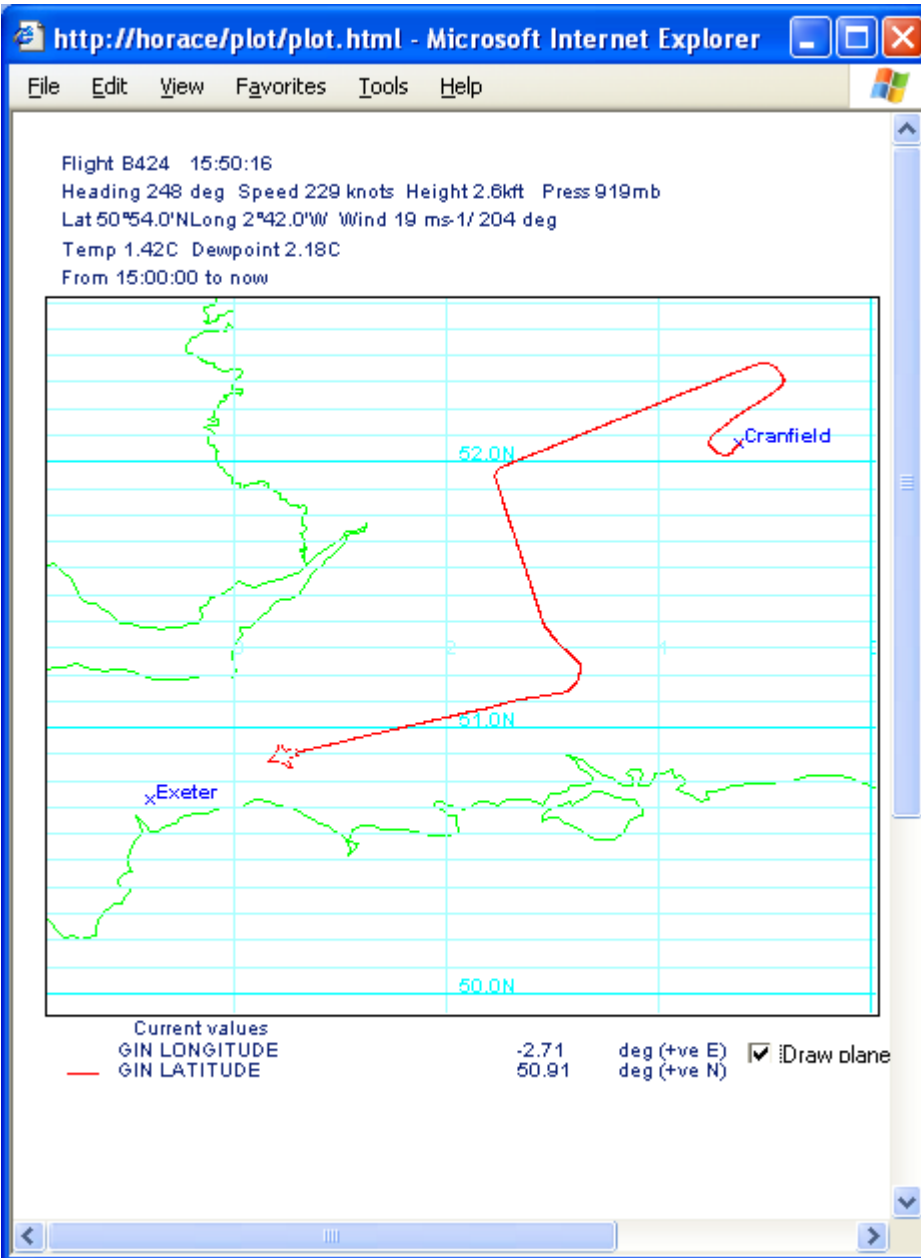 http://horace/plot/plot.html - Microsoft Internet Explorer
File Edit View Favorites Tools Help
Flight B424 15:50:16
Heading 248 deg Speed 229 knots Height 2.6kft Press 919mb
Lat 50°54.0'NLong 2°42.0'W Wind 19 ms-1/ 204 deg
Temp 1.42C Dewpoint 2.18C
From 15:00:00 to now
Cranfield
52.0N
2
4
51.0N
Exeter
50.0N
Current values
GIN LONGITUDE -2.71 deg (+ve E)
GIN LATITUDE 50.91 deg (+ve N)
Draw plane